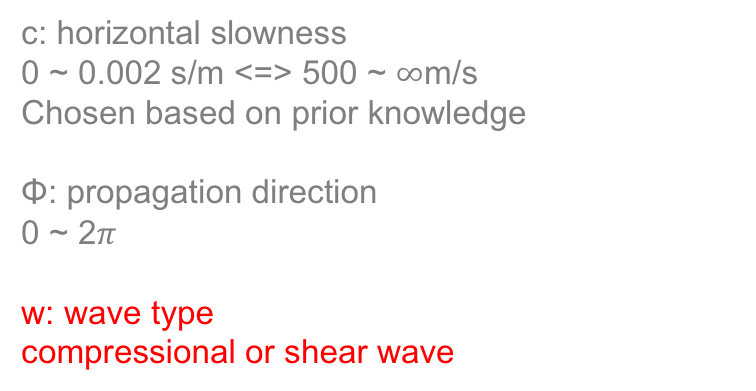 c: horizontal slowness
0 ~ 0.002 s/m <=> 500 ~ ∞m/s
Chosen based on prior knowledge
Φ: propagation direction
0 ~ 2π
w: wave type
compressional or shear wave